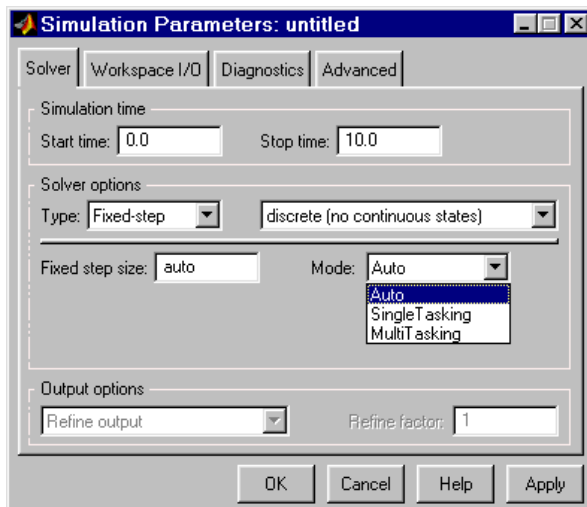 Simulation Parameters: untitled
Solver Workspace I/O Diagnostics Advanced
Simulation time
Start time: 0.0 Stop time: 10.0
Solver options
Type: Fixed-step discrete (no continuous states)
Fixed step size: auto Mode: Auto
Auto
SingleTasking
MultiTasking
Output options
Refine output Refine factor: 1
OK Cancel Help Apply